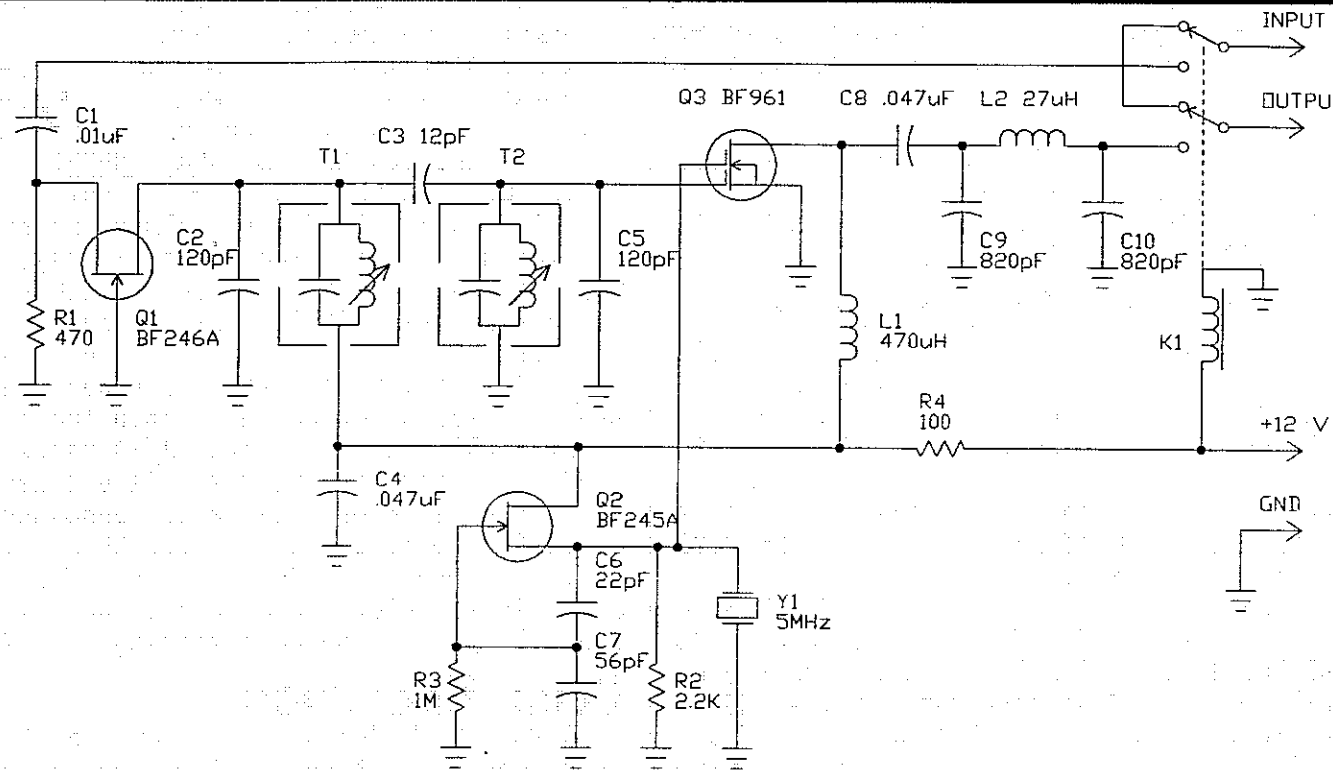 INPUT
OUTPU
Q3 BF961
C8 .047uF
L2 27uH
C1
.01uF
C3 12pF
T1
T2
C2
120pF
C5
120pF
C9
820pF
C10
820pF
R1
470
Q1
BF246A
L1
470uH
K1
R4
100
+12 V
C4
.047uF
Q2
BF245A
GND
C6
22pF
Y1
5MHz
C7
56pF
R3
1M
R2
2.2K